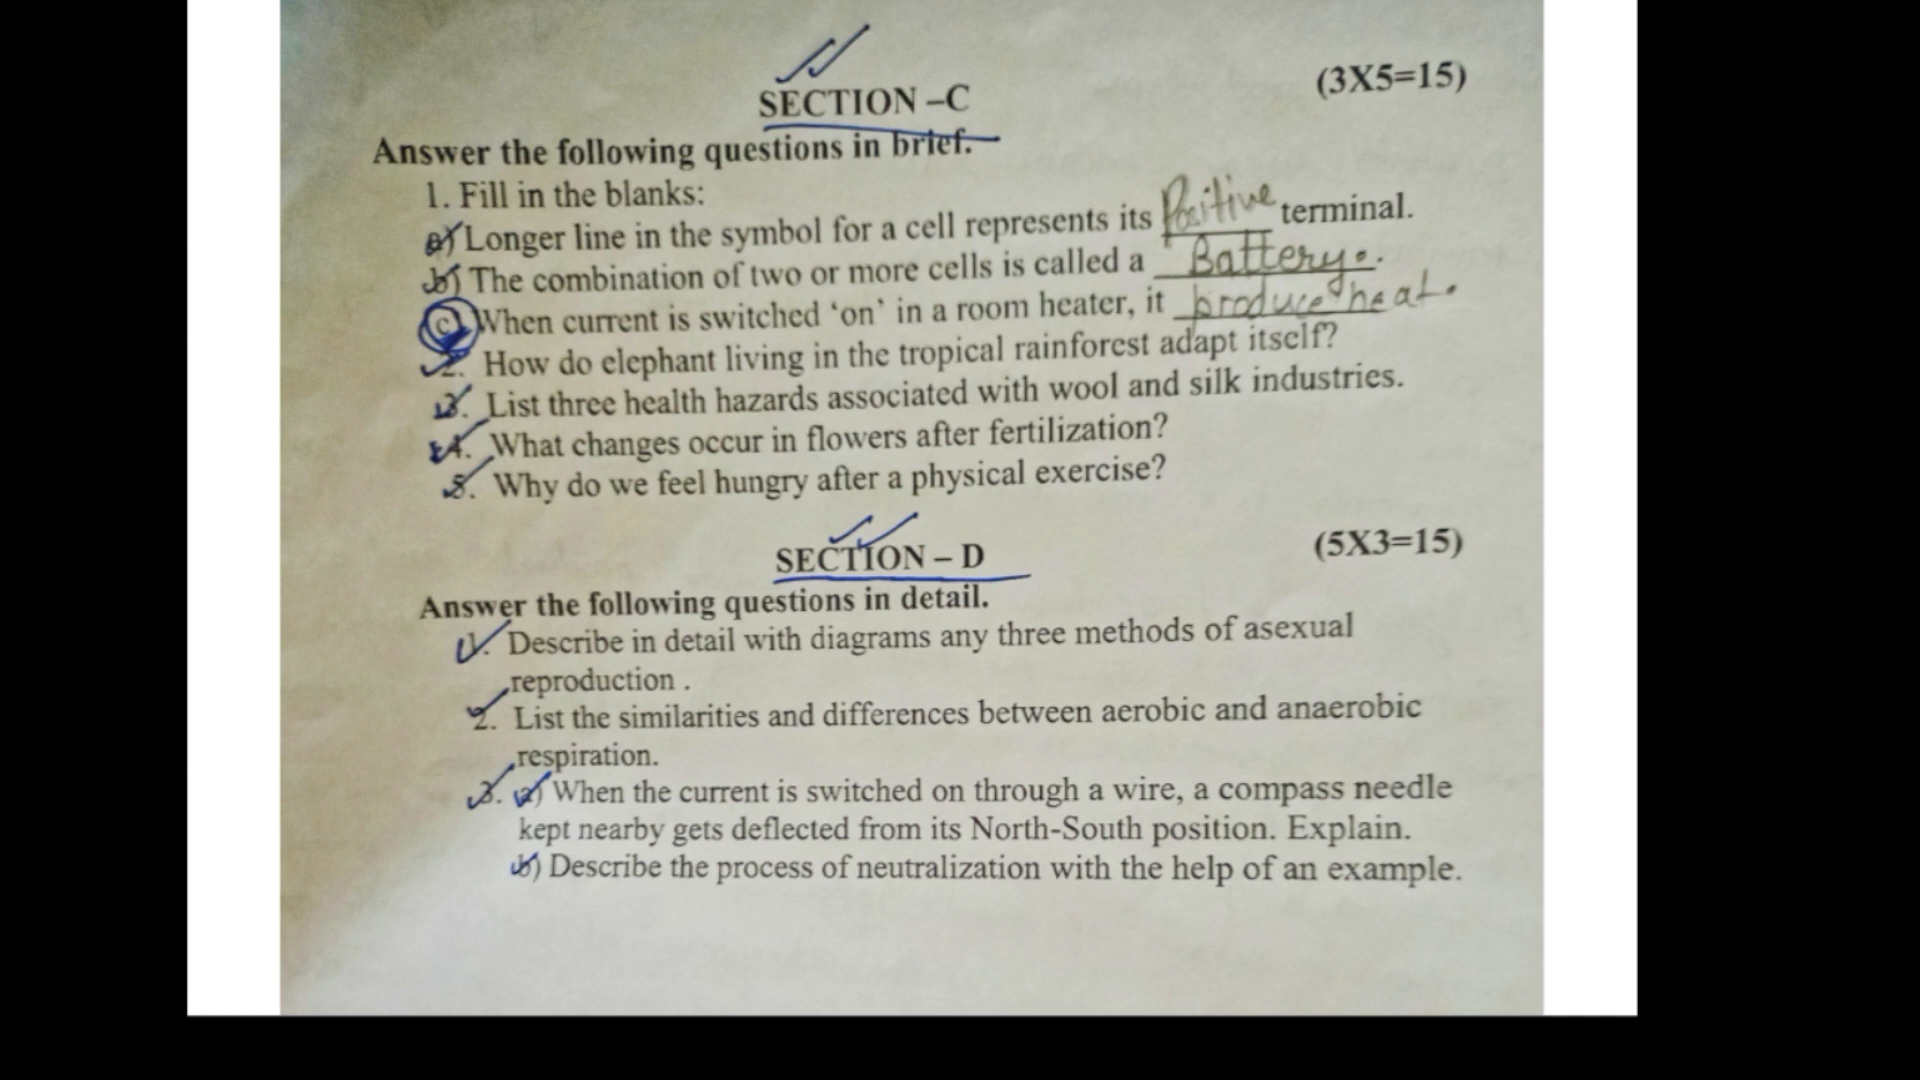 SECTION –C
(3X5=15)
Answer the following questions in brief.
1. Fill in the blanks:
a) Longer line in the symbol for a cell represents its Positive terminal.
b) The combination of two or more cells is called a Battery.
c) When current is switched ‘on’ in a room heater, it produce heat.
2. How do elephant living in the tropical rainforest adapt itself?
3. List three health hazards associated with wool and silk industries.
4. What changes occur in flowers after fertilization?
5. Why do we feel hungry after a physical exercise?
SECTION – D
(5X3=15)
Answer the following questions in detail.
1. Describe in detail with diagrams any three methods of asexual
reproduction .
2. List the similarities and differences between aerobic and anaerobic
respiration.
3. a) When the current is switched on through a wire, a compass needle
kept nearby gets deflected from its North-South position. Explain.
b) Describe the process of neutralization with the help of an example.